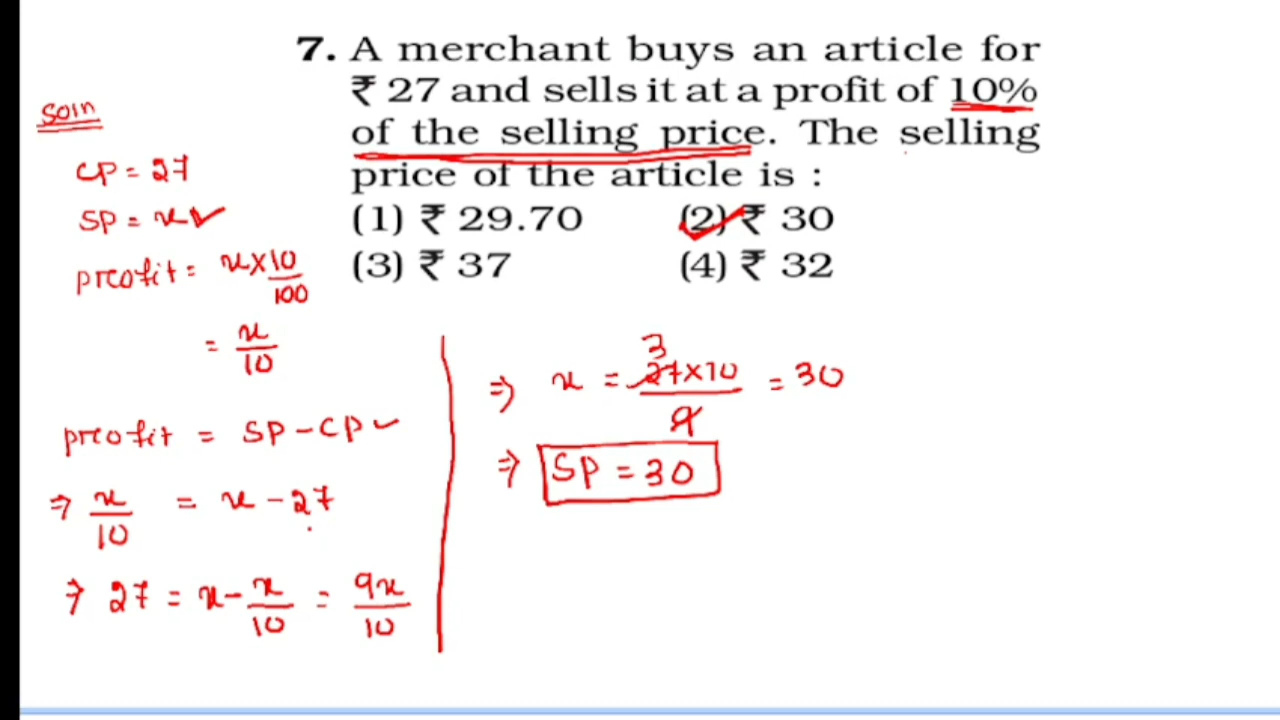 7. A merchant buys an article for
₹ 27 and sells it at a profit of 10%
of the selling price. The selling
price of the article is :
(1) ₹ 29.70 (2) ₹ 30
(3) ₹ 37 (4) ₹ 32
Soln
CP = 27
SP = x ✓
profit = x × 10/100
= x/10
profit = SP - CP ✓
⇒ x/10 = x - 27
⇒ 27 = x - x/10 = 9x/10
⇒ x = 27×10/9 = 30
3
⇒ SP = 30